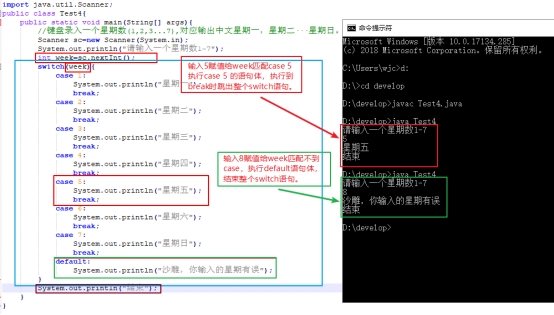 import java.util.Scanner;
public class Test4{
public static void main(String[] args){
//键盘录入一个星期数(1,2,3...7),对应输出中文星期一，星期二···星期日。
Scanner sc=new Scanner(System.in);
System.out.println("请输入一个星期数1-7");
int week=sc.nextInt();
switch(week){
case 1:
System.out.println("星期一");
break;
case 2:
System.out.println("星期二");
break;
case 3:
System.out.println("星期三");
break;
case 4:
System.out.println("星期四");
break;
case 5:
System.out.println("星期五");
break;
case 6:
System.out.println("星期六");
break;
case 7:
System.out.println("星期日");
break;
default:
System.out.println("沙雕，你输入的星期有误");
}
System.out.println("结束");
}
}
输入5赋值给week匹配case 5
执行case 5 的语句体，执行到
break时跳出整个switch语句。
输入8赋值给week匹配不到
case，执行default语句体，
结束整个switch语句。
命令提示符
Microsoft Windows [版本 10.0.17134.285]
(c) 2018 Microsoft Corporation。保留所有权利。
C:\Users\wjc>d:
D:\>cd develop
D:\develop>javac Test4.java
D:\develop>java Test4
请输入一个星期数1-7
5
星期五
结束
D:\develop>java Test4
请输入一个星期数1-7
8
沙雕，你输入的星期有误
结束
D:\develop>